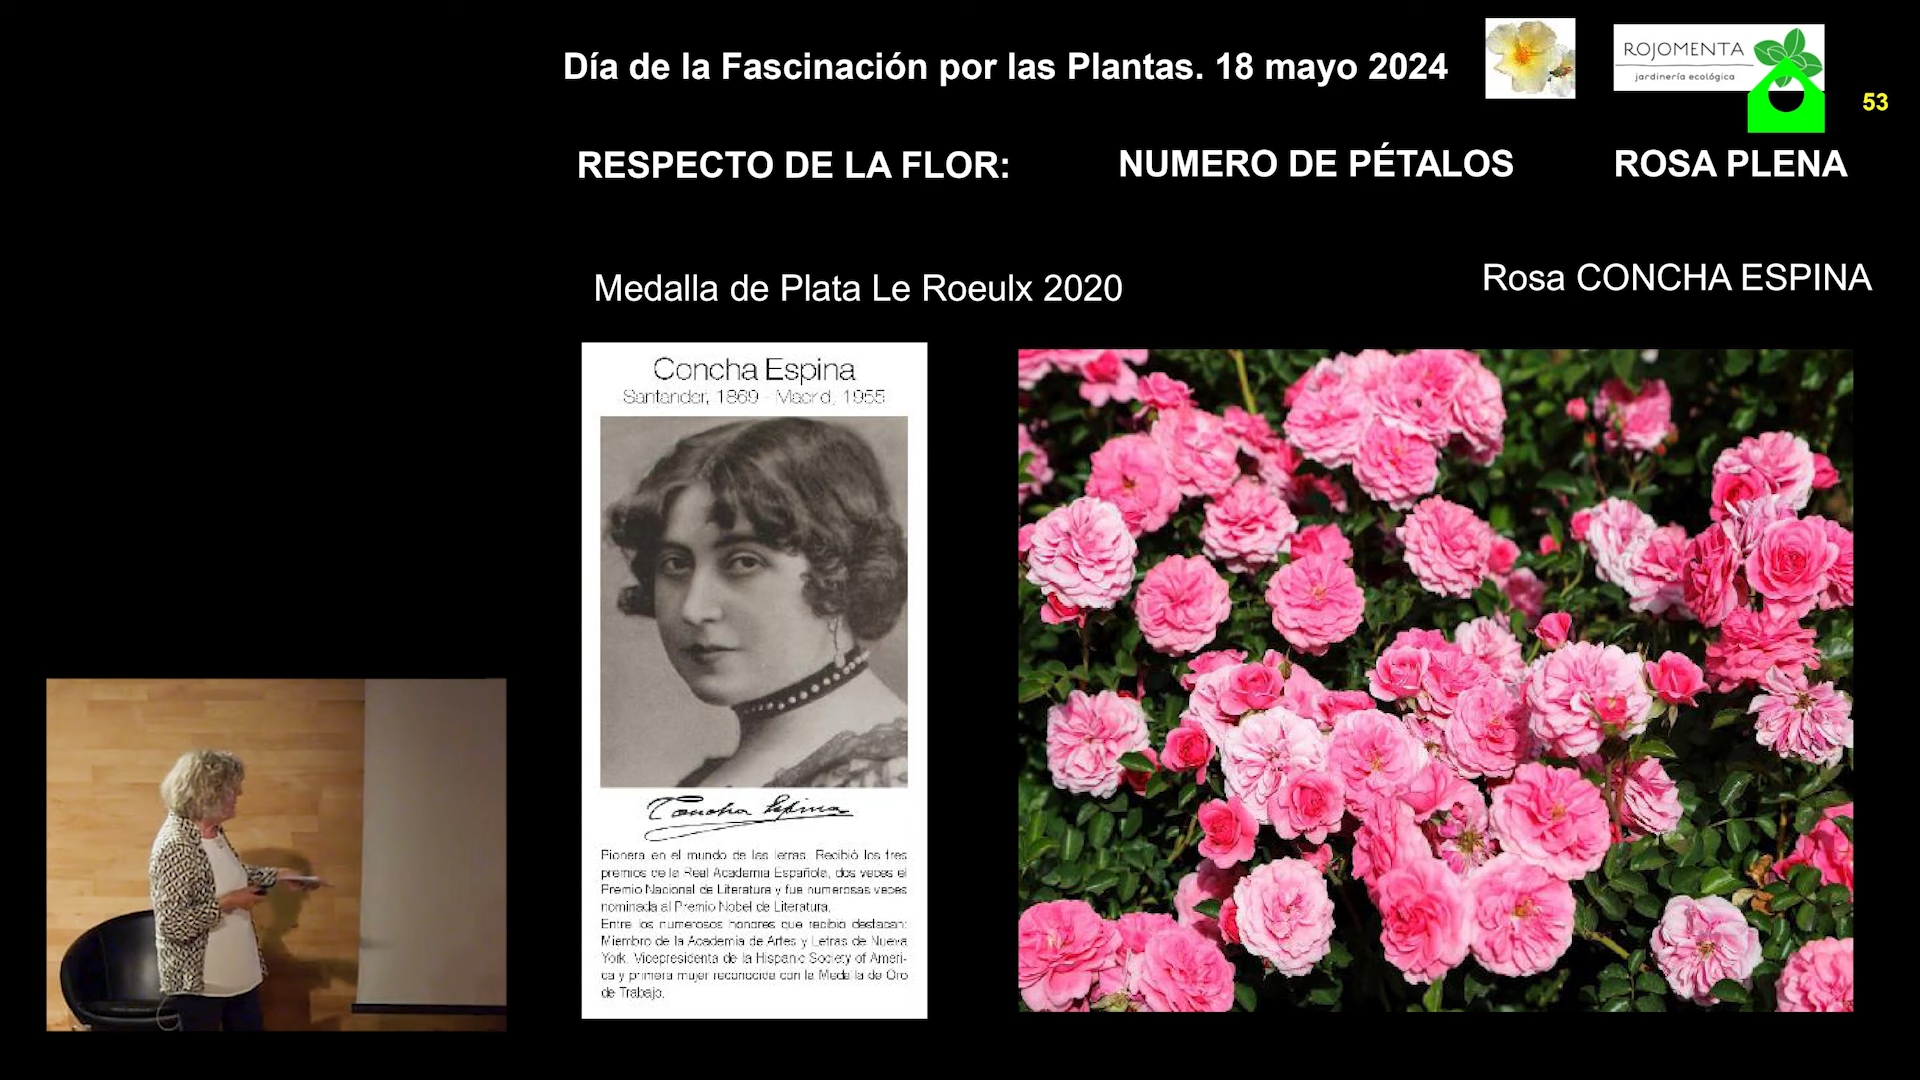 Día de la Fascinación por las Plantas. 18 mayo 2024
ROJOMENTA
jardinería ecológica
53
RESPECTO DE LA FLOR:
NUMERO DE PÉTALOS
ROSA PLENA
Medalla de Plata Le Roeulx 2020
Rosa CONCHA ESPINA
Concha Espina
Santander, 1869 - Madrid, 1955
Concha Espina
Pionera en el mundo de las letras. Recibió los tres
premios de la Real Academia Española, dos veces el
Premio Nacional de Literatura y fue numerosas veces
nominada al Premio Nobel de Literatura.
Entre los numerosos honores que recibió destacan:
Miembro de la Academia de Artes y Letras de Nueva
York, Vicepresidenta de la Hispanic Society of Améri-
ca y primera mujer reconocida con la Medalla de Oro
de Trabajo.